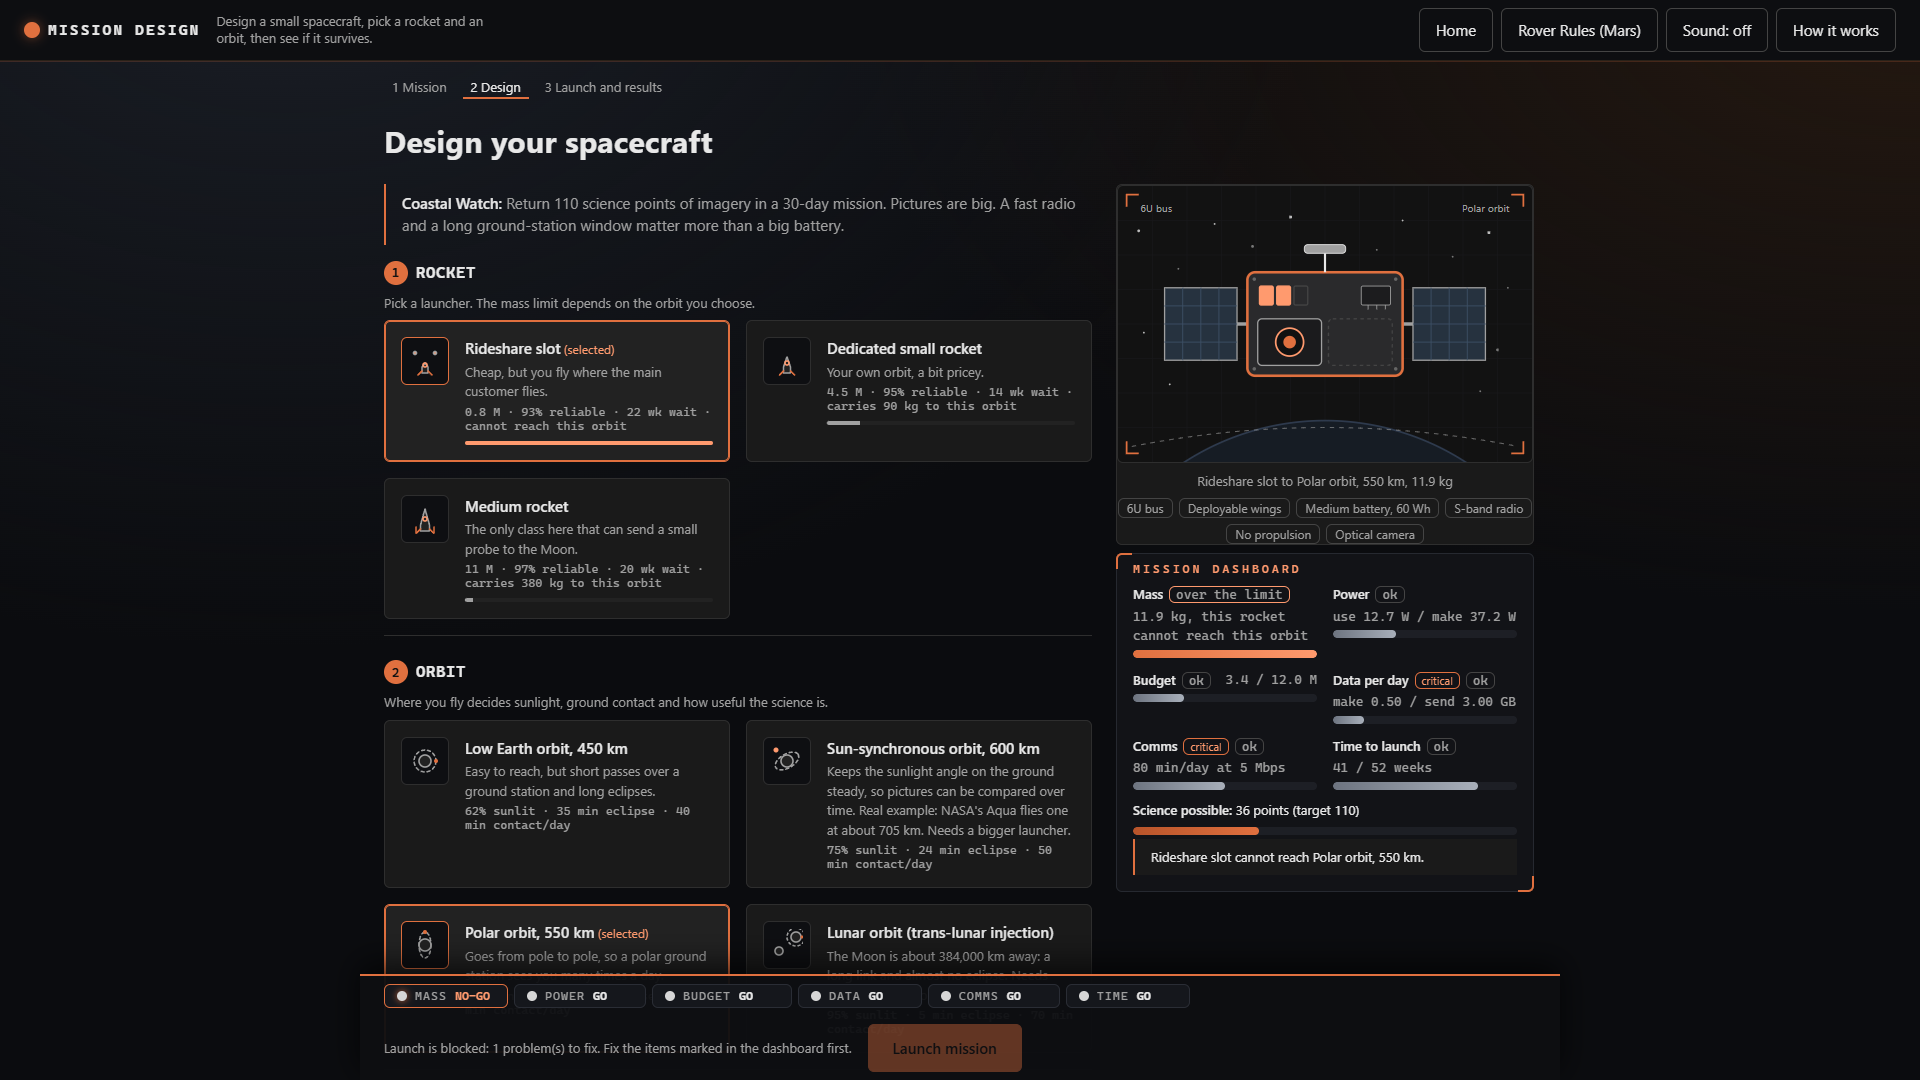 MISSION DESIGN
Design a small spacecraft, pick a rocket and an
orbit, then see if it survives.
Home
Rover Rules (Mars)
Sound: off
How it works
1 Mission
2 Design
3 Launch and results
Design your spacecraft
Coastal Watch: Return 110 science points of imagery in a 30-day mission. Pictures are big. A fast radio
and a long ground-station window matter more than a big battery.
1 ROCKET
Pick a launcher. The mass limit depends on the orbit you choose.
Rideshare slot (selected)
Cheap, but you fly where the main
customer flies.
0.8 M · 93% reliable · 22 wk wait ·
cannot reach this orbit
Dedicated small rocket
Your own orbit, a bit pricey.
4.5 M · 95% reliable · 14 wk wait ·
carries 90 kg to this orbit
Medium rocket
The only class here that can send a small
probe to the Moon.
11 M · 97% reliable · 20 wk wait ·
carries 380 kg to this orbit
2 ORBIT
Where you fly decides sunlight, ground contact and how useful the science is.
Low Earth orbit, 450 km
Easy to reach, but short passes over a
ground station and long eclipses.
62% sunlit · 35 min eclipse · 40
min contact/day
Sun-synchronous orbit, 600 km
Keeps the sunlight angle on the ground
steady, so pictures can be compared over
time. Real example: NASA's Aqua flies one
at about 705 km. Needs a bigger launcher.
75% sunlit · 24 min eclipse · 50
min contact/day
Polar orbit, 550 km (selected)
Goes from pole to pole, so a polar ground
Lunar orbit (trans-lunar injection)
The Moon is about 384,000 km away: a
6U bus
Polar orbit
Rideshare slot to Polar orbit, 550 km, 11.9 kg
6U bus
Deployable wings
Medium battery, 60 Wh
S-band radio
No propulsion
Optical camera
MISSION DASHBOARD
Mass over the limit
11.9 kg, this rocket
cannot reach this orbit
Power ok
use 12.7 W / make 37.2 W
Budget ok 3.4 / 12.0 M
Data per day critical ok
make 0.50 / send 3.00 GB
Comms critical ok
80 min/day at 5 Mbps
Time to launch ok
41 / 52 weeks
Science possible: 36 points (target 110)
Rideshare slot cannot reach Polar orbit, 550 km.
MASS NO-GO
POWER GO
BUDGET GO
DATA GO
COMMS GO
TIME GO
Launch is blocked: 1 problem(s) to fix. Fix the items marked in the dashboard first.
Launch mission